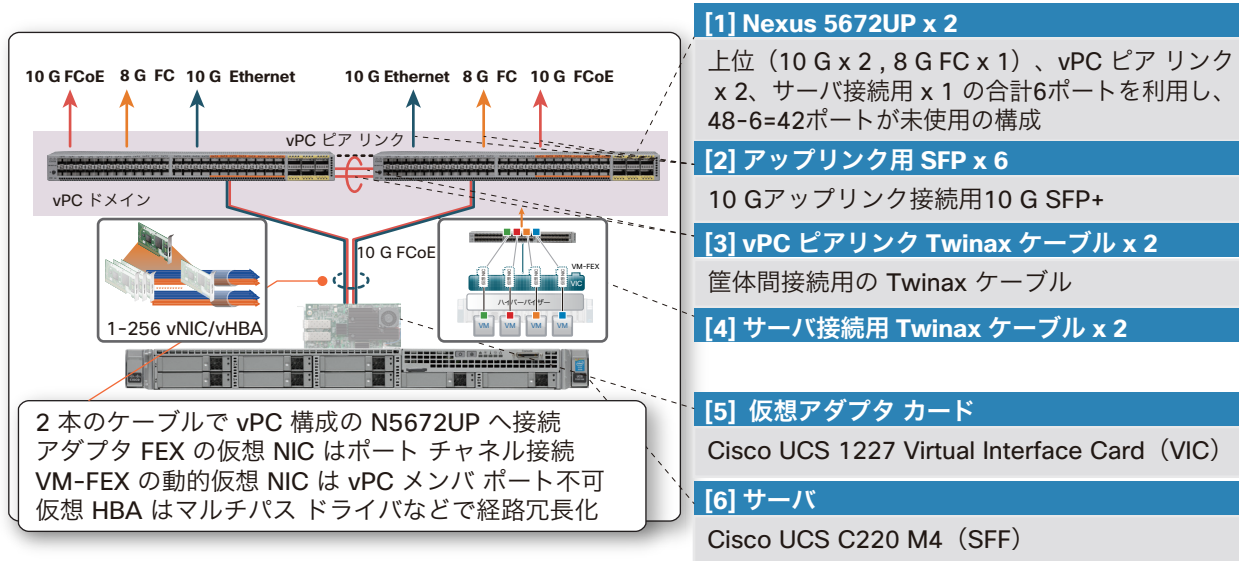 10 G FCoE 8 G FC 10 G Ethernet 10 G Ethernet 8 G FC 10 G FCoE
vPC ピア リンク
vPC ドメイン
10 G FCoE
1-256 vNIC/vHBA
VM-FEX
VIC
ハイパーバイザー
VM VM VM VM
2 本のケーブルで vPC 構成の N5672UP へ接続
アダプタ FEX の仮想 NIC はポート チャネル接続
VM-FEX の動的仮想 NIC は vPC メンバ ポート不可
仮想 HBA はマルチパス ドライバなどで経路冗長化
[1] Nexus 5672UP x 2
上位（10 G x 2 , 8 G FC x 1）、vPC ピア リンク
x 2、サーバ接続用 x 1 の合計6ポートを利用し、
48-6=42ポートが未使用の構成
[2] アップリンク用 SFP x 6
10 Gアップリンク接続用10 G SFP+
[3] vPC ピアリンク Twinax ケーブル x 2
筐体間接続用の Twinax ケーブル
[4] サーバ接続用 Twinax ケーブル x 2
[5] 仮想アダプタ カード
Cisco UCS 1227 Virtual Interface Card（VIC）
[6] サーバ
Cisco UCS C220 M4（SFF）